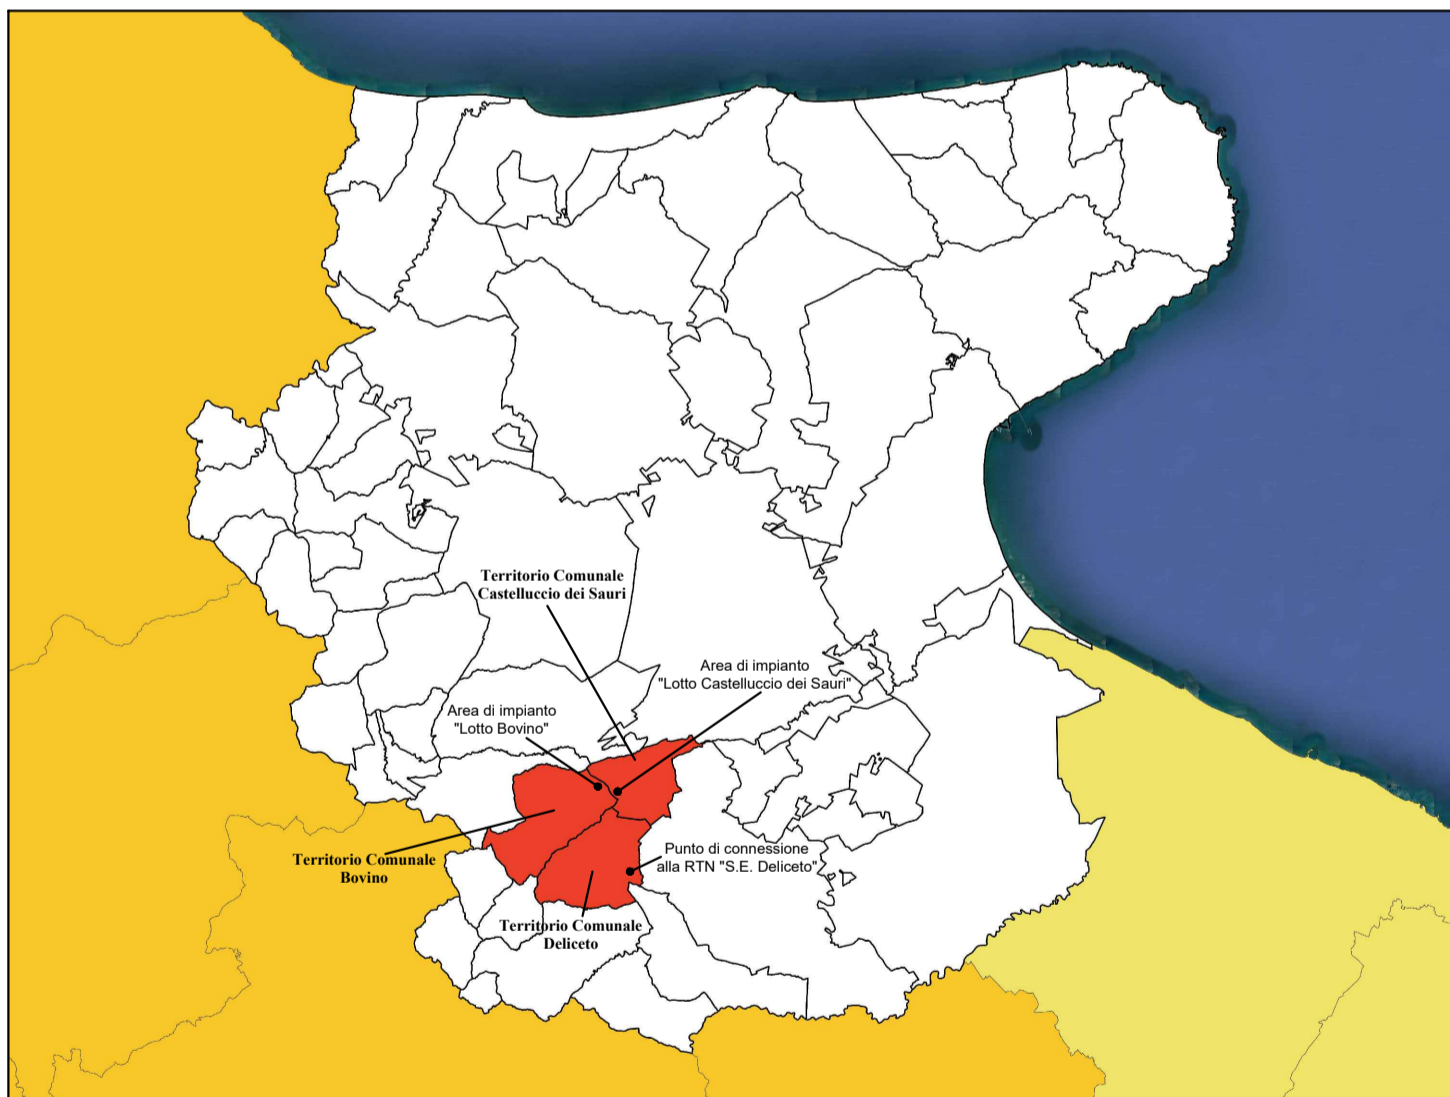 Territorio Comunale
Castelluccio dei Sauri
Area di impianto
"Lotto Castelluccio dei Sauri"
Area di impianto
"Lotto Bovino"
Punto di connessione
alla RTN "S.E. Deliceto"
Territorio Comunale
Bovino
Territorio Comunale
Deliceto